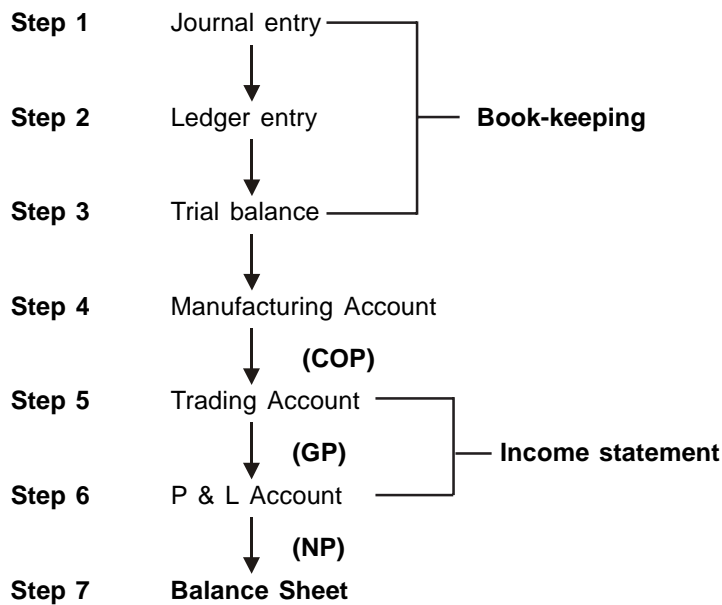 Step 1 Journal entry
Step 2 Ledger entry Book-keeping
Step 3 Trial balance
Step 4 Manufacturing Account
(COP)
Step 5 Trading Account
(GP) Income statement
Step 6 P & L Account
(NP)
Step 7 Balance Sheet